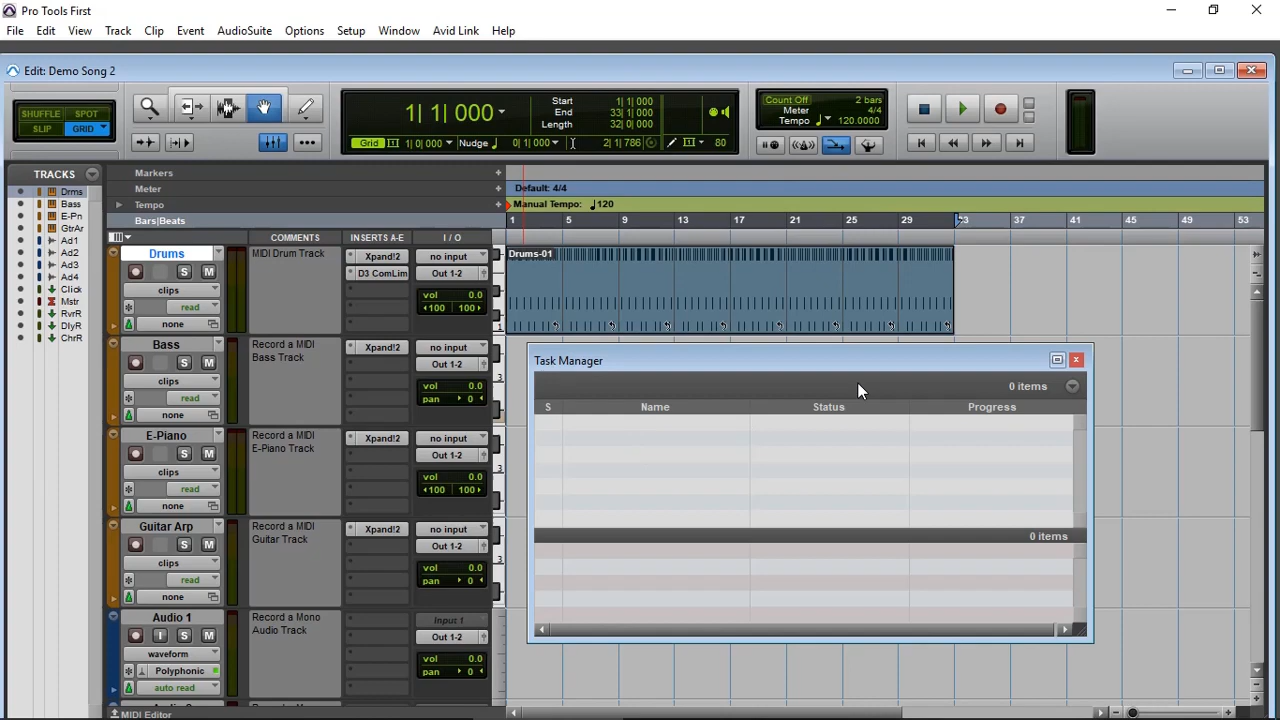 Pro Tools First
File Edit View Track Clip Event AudioSuite Options Setup Window Avid Link Help
Edit: Demo Song 2
SHUFFLE SPOT
SLIP GRID
1| 1| 000
Start 1| 1| 000
End 33| 1| 000
Length 32| 0| 000
Grid 1| 0| 000 Nudge 0| 1| 000 2| 1| 786 80
Count Off 2 bars
Meter 4/4
Tempo 120.0000
TRACKS
Drms
Bass
E-Pn
GtrAr
Ad1
Ad2
Ad3
Ad4
Click
Mstr
RvrR
DlyR
ChrR
Markers
Meter Default: 4/4
Tempo Manual Tempo: 120
Bars|Beats 1 5 9 13 17 21 25 29 33 37 41 45 49 53
COMMENTS INSERTS A-E I / O
Drums MIDI Drum Track Xpand!2 no input Drums-01
S M D3 ComLim Out 1-2
clips vol 0.0
read 100 100
none 1
Bass Record a MIDI Xpand!2 no input
Bass Track
S M Out 1-2
clips vol 0.0
read pan 0
none
3
E-Piano Record a MIDI Xpand!2 no input
E-Piano Track
S M Out 1-2
clips vol 0.0
read 100 100
none
3
Guitar Arp Record a MIDI Xpand!2 no input
Guitar Track
S M Out 1-2
clips vol 0.0
read pan 0
none
3
Audio 1 Record a Mono Input 1
Audio Track
I S M Out 1-2
waveform vol 0.0
Polyphonic pan 0
auto read
MIDI Editor
Task Manager
0 items
S Name Status Progress
0 items